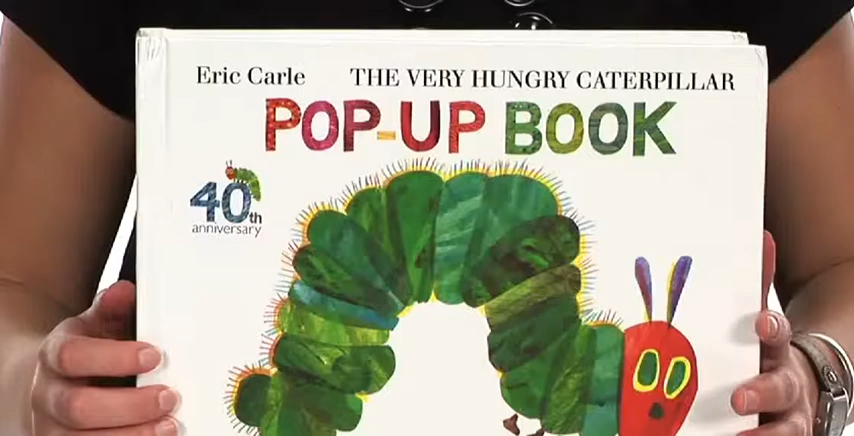 Eric Carle THE VERY HUNGRY CATERPILLAR
POP-UP BOOK
40th
anniversary